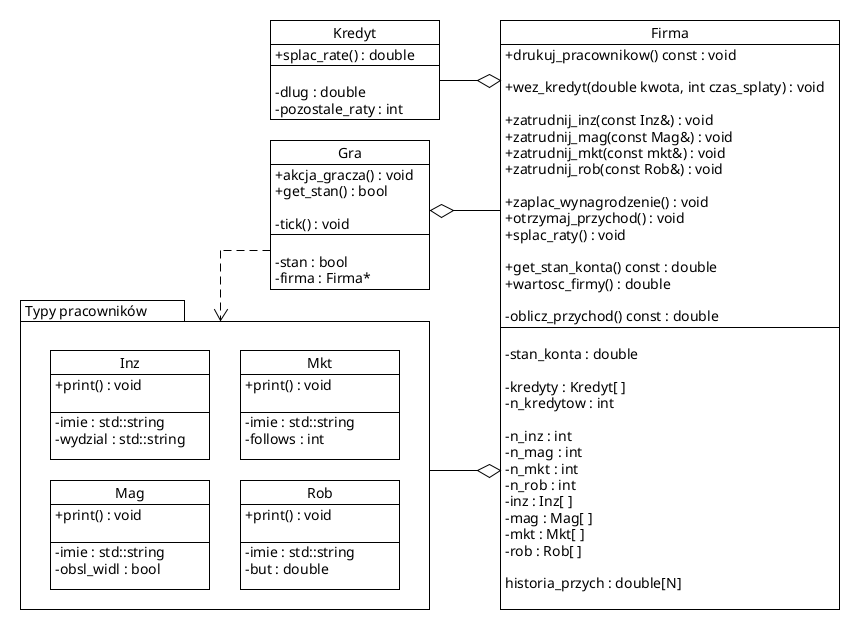 Kredyt
+splac_rate() : double
-dlug : double
-pozostale_raty : int
Gra
+akcja_gracza() : void
+get_stan() : bool
-tick() : void
-stan : bool
-firma : Firma*
Typy pracowników
Inz
+print() : void
-imie : std::string
-wydzial : std::string
Mkt
+print() : void
-imie : std::string
-follows : int
Mag
+print() : void
-imie : std::string
-obsl_widl : bool
Rob
+print() : void
-imie : std::string
-but : double
Firma
+drukuj_pracownikow() const : void
+wez_kredyt(double kwota, int czas_splaty) : void
+zatrudnij_inz(const Inz&) : void
+zatrudnij_mag(const Mag&) : void
+zatrudnij_mkt(const mkt&) : void
+zatrudnij_rob(const Rob&) : void
+zaplac_wynagrodzenie() : void
+otrzymaj_przychod() : void
+splac_raty() : void
+get_stan_konta() const : double
+wartosc_firmy() : double
-oblicz_przychod() const : double
-stan_konta : double
-kredyty : Kredyt[ ]
-n_kredytow : int
-n_inz : int
-n_mag : int
-n_mkt : int
-n_rob : int
-inz : Inz[ ]
-mag : Mag[ ]
-mkt : Mkt[ ]
-rob : Rob[ ]
historia_przych : double[N]